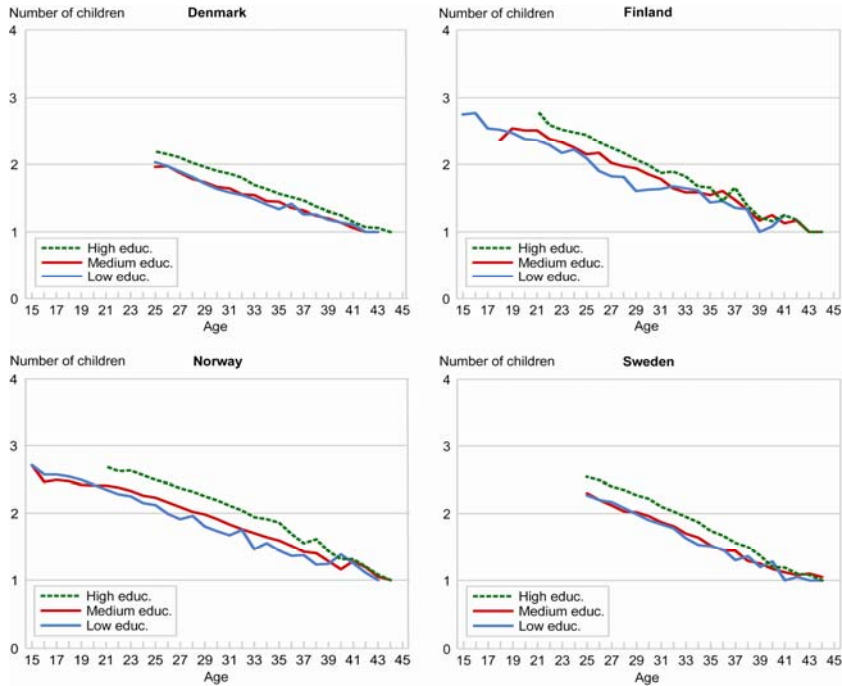 Number of children
Denmark
4
3
2
1
0
High educ.
Medium educ.
Low educ.
15 17 19 21 23 25 27 29 31 33 35 37 39 41 43 45
Age
Number of children
Finland
4
3
2
1
0
High educ.
Medium educ.
Low educ.
15 17 19 21 23 25 27 29 31 33 35 37 39 41 43 45
Age
Number of children
Norway
4
3
2
1
0
High educ.
Medium educ.
Low educ.
15 17 19 21 23 25 27 29 31 33 35 37 39 41 43 45
Age
Number of children
Sweden
4
3
2
1
0
High educ.
Medium educ.
Low educ.
15 17 19 21 23 25 27 29 31 33 35 37 39 41 43 45
Age